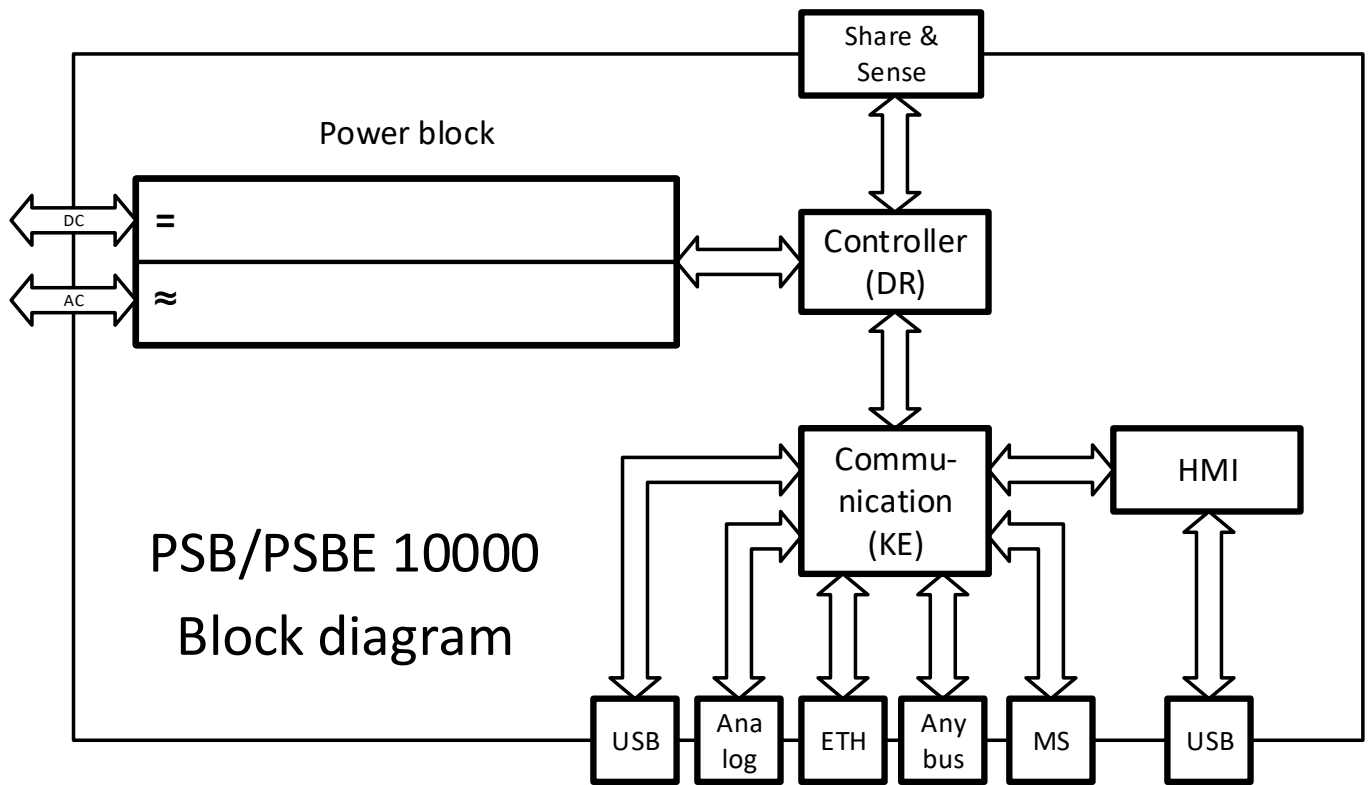 Share &
Sense
Power block
DC
=
Controller
(DR)
AC
≈
Commu-
nication
(KE)
HMI
PSB/PSBE 10000
Block diagram
USB
Ana
log
ETH
Any
bus
MS
USB